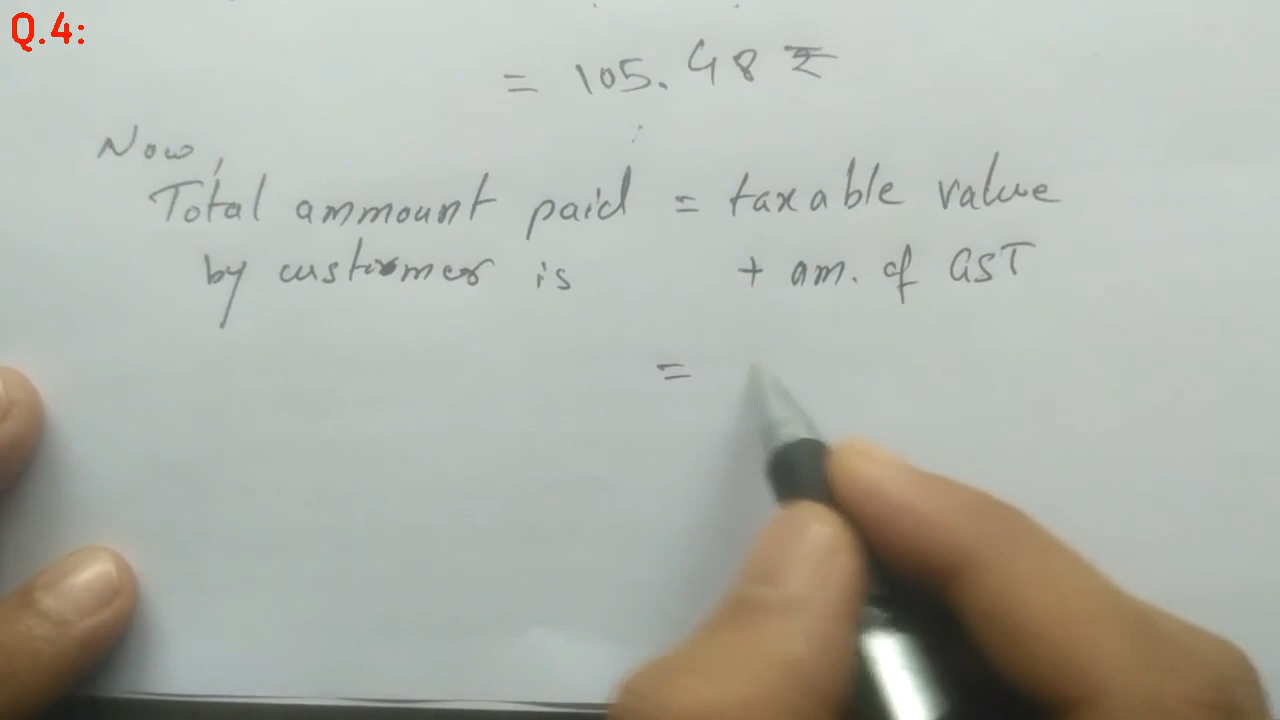 Q.4:
= 105.48 ₹
Now,
Total ammount paid = taxable value
by customer is + am. of GST
=